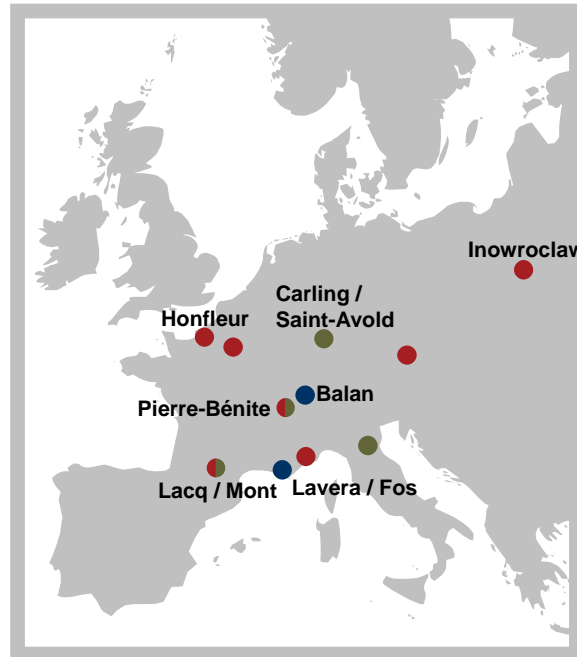 Inowroclaw
Carling /
Saint-Avold
Honfleur
Balan
Pierre-Bénite
Lacq / Mont
Lavera / Fos